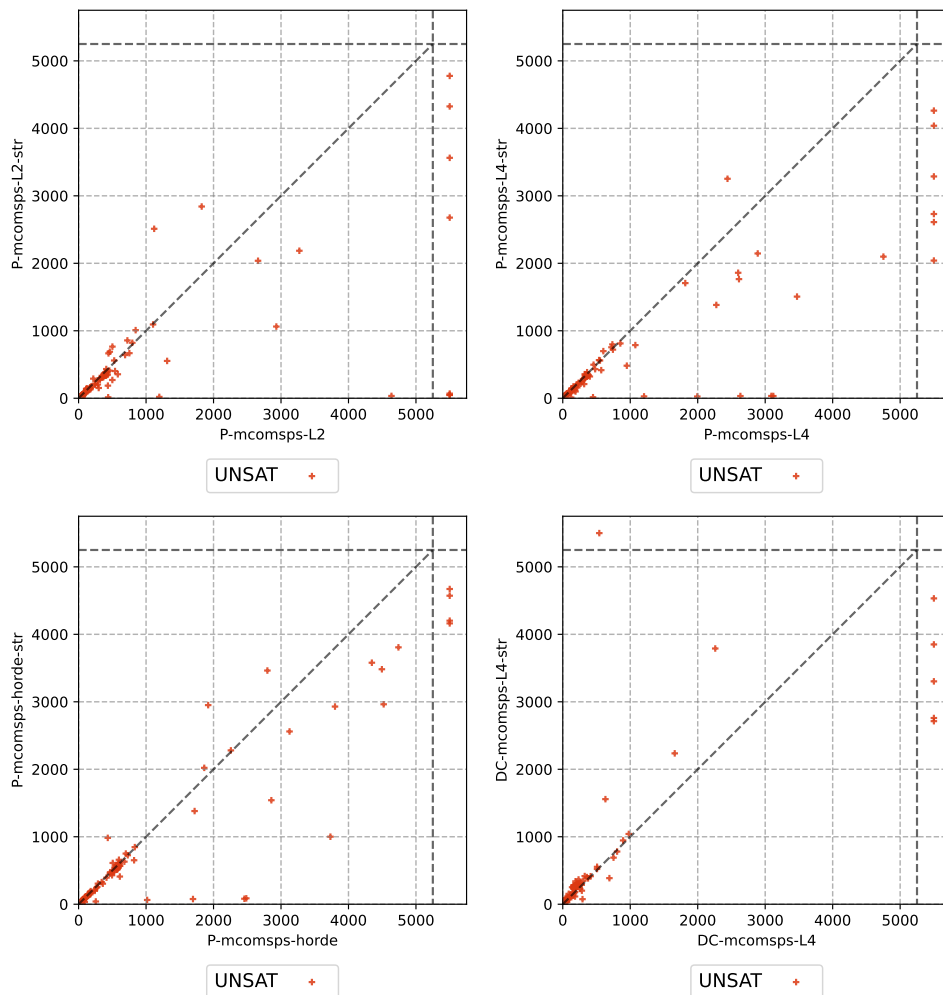 5000
4000
3000
2000
1000
0
P-mcomsps-L2-str
0 1000 2000 3000 4000 5000
P-mcomsps-L2
UNSAT
5000
4000
3000
2000
1000
0
P-mcomsps-L4-str
0 1000 2000 3000 4000 5000
P-mcomsps-L4
UNSAT
5000
4000
3000
2000
1000
0
P-mcomsps-horde-str
0 1000 2000 3000 4000 5000
P-mcomsps-horde
UNSAT
5000
4000
3000
2000
1000
0
DC-mcomsps-L4-str
0 1000 2000 3000 4000 5000
DC-mcomsps-L4
UNSAT